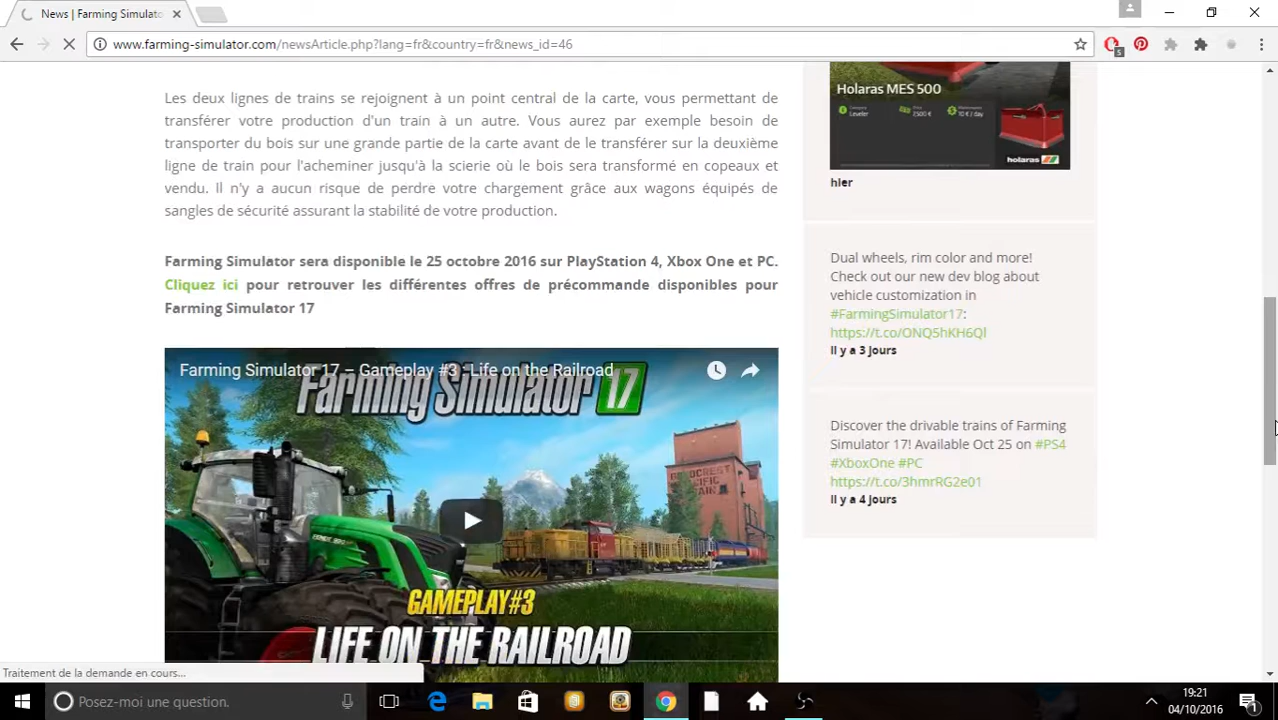 News | Farming Simulato
www.farming-simulator.com/newsArticle.php?lang=fr&country=fr&news_id=46
5
Les deux lignes de trains se rejoignent à un point central de la carte, vous permettant de
transférer votre production d'un train à un autre. Vous aurez par exemple besoin de
transporter du bois sur une grande partie de la carte avant de le transférer sur la deuxième
ligne de train pour l'acheminer jusqu'à la scierie où le bois sera transformé en copeaux et
vendu. Il n'y a aucun risque de perdre votre chargement grâce aux wagons équipés de
sangles de sécurité assurant la stabilité de votre production.
Farming Simulator sera disponible le 25 octobre 2016 sur PlayStation 4, Xbox One et PC.
Cliquez ici pour retrouver les différentes offres de précommande disponibles pour
Farming Simulator 17
Farming Simulator 17 – Gameplay #3 : Life on the Railroad
Farming Simulator 17
GAMEPLAY#3
LIFE ON THE RAILROAD
Holaras MES 500
Leveler
2500 €
10 € / day
holaras
hier
Dual wheels, rim color and more!
Check out our new dev blog about
vehicle customization in
#FarmingSimulator17:
https://t.co/ONQ5hKH6Ql
Il y a 3 jours
Discover the drivable trains of Farming
Simulator 17! Available Oct 25 on #PS4
#XboxOne #PC
https://t.co/3hmrRG2e01
Il y a 4 jours
Traitement de la demande en cours...
Posez-moi une question.
19:21
04/10/2016
1